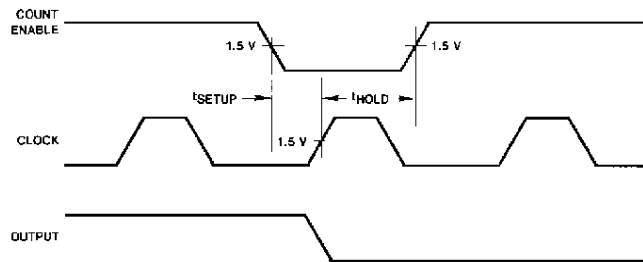 COUNT
ENABLE
1.5 V
1.5 V
tSETUP
tHOLD
CLOCK
1.5 V
OUTPUT